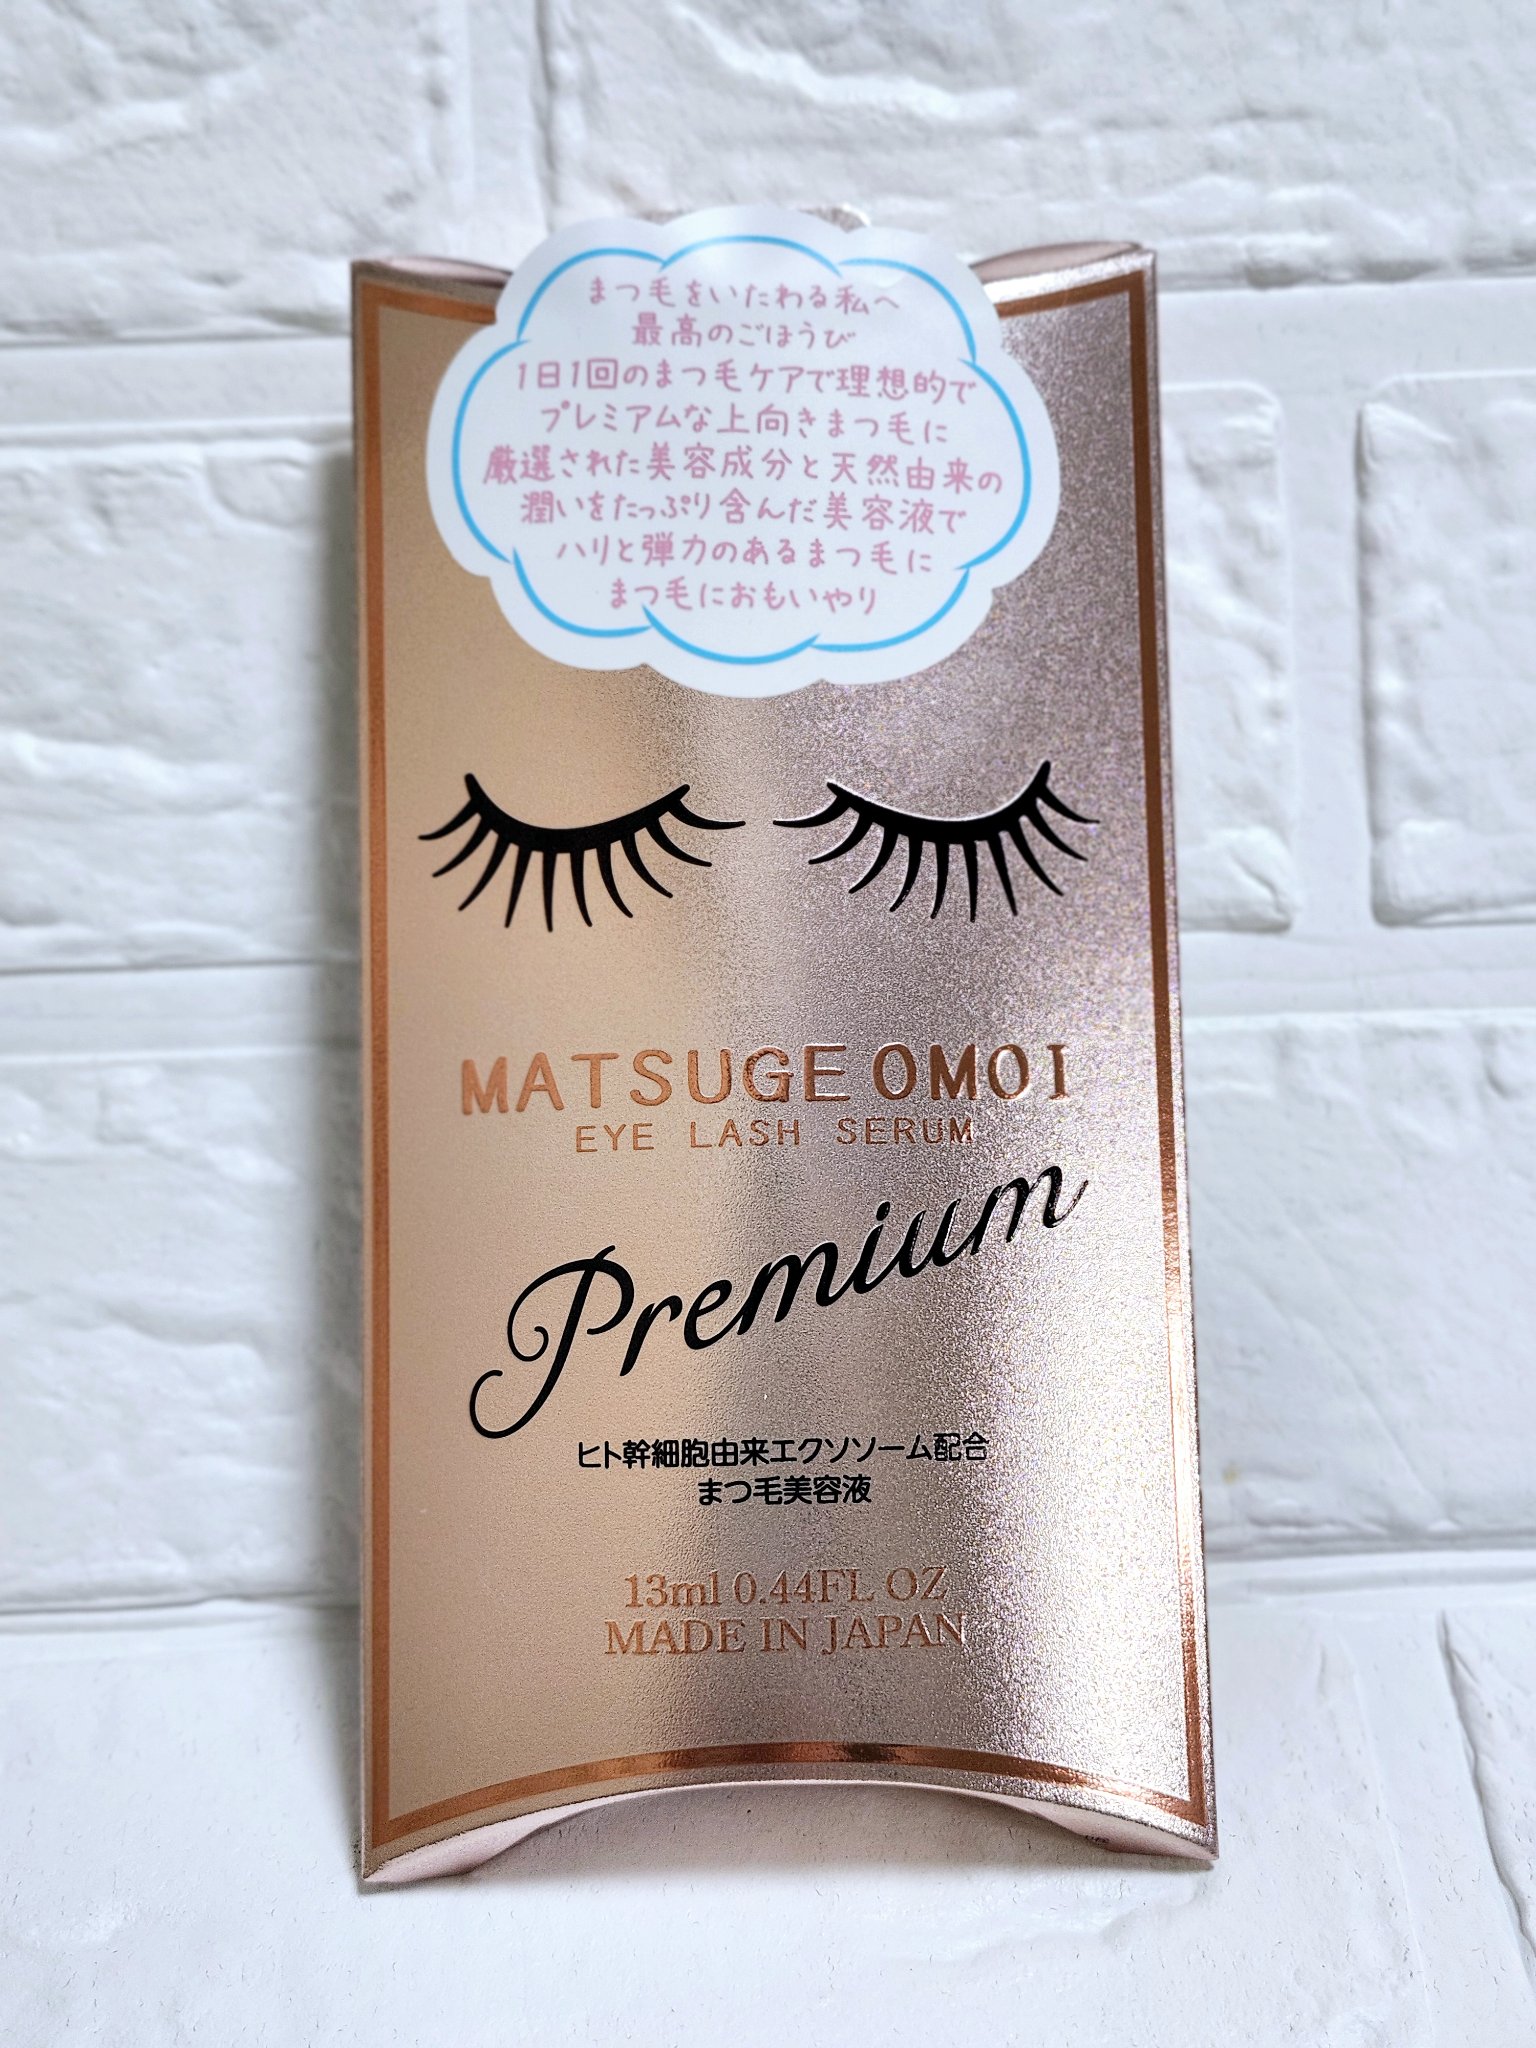 まつ毛をいたわる私へ
最高のごほうび
1日1回のまつ毛ケアで理想的で
プレミアムな上向きまつ毛に
厳選された美容成分と天然由来の
潤いをたっぷり含んだ美容液で
ハリと弾力のあるまつ毛に
まつ毛におもいやり
MATSUGE OMOI
EYE LASH SERUM
Premium
ヒト幹細胞由来エクソソーム配合
まつ毛美容液
13ml 0.44FL OZ
MADE IN JAPAN